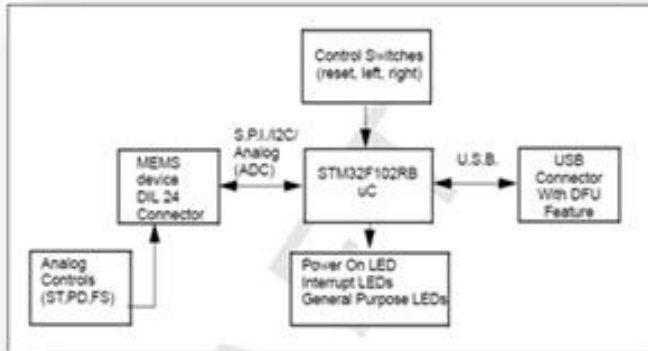 Control Switches
(reset, left, right)
S.P.I./I2C/
Analog
(ADC)
MEMS
device
DIL 24
Connector
STM32F102RB
uC
U.S.B.
USB
Connector
With DFU
Feature
Analog
Controls
(ST,PD,FS)
Power On LED
Interrupt LEDs
General Purpose LEDs